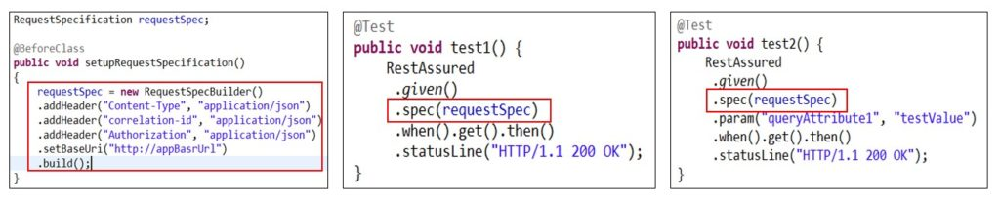 RequestSpecification requestSpec;
@BeforeClass
public void setupRequestSpecification()
{
requestSpec = new RequestSpecBuilder()
.addHeader("Content-Type", "application/json")
.addHeader("correlation-id", "application/json")
.addHeader("Authorization", "application/json")
.setBaseUri("http://appBasrUrl")
.build();
}
@Test
public void test1() {
RestAssured
.given()
.spec(requestSpec)
.when().get().then()
.statusLine("HTTP/1.1 200 OK");
}
@Test
public void test2() {
RestAssured
.given()
.spec(requestSpec)
.param("queryAttribute1", "testValue")
.when().get().then()
.statusLine("HTTP/1.1 200 OK");
}